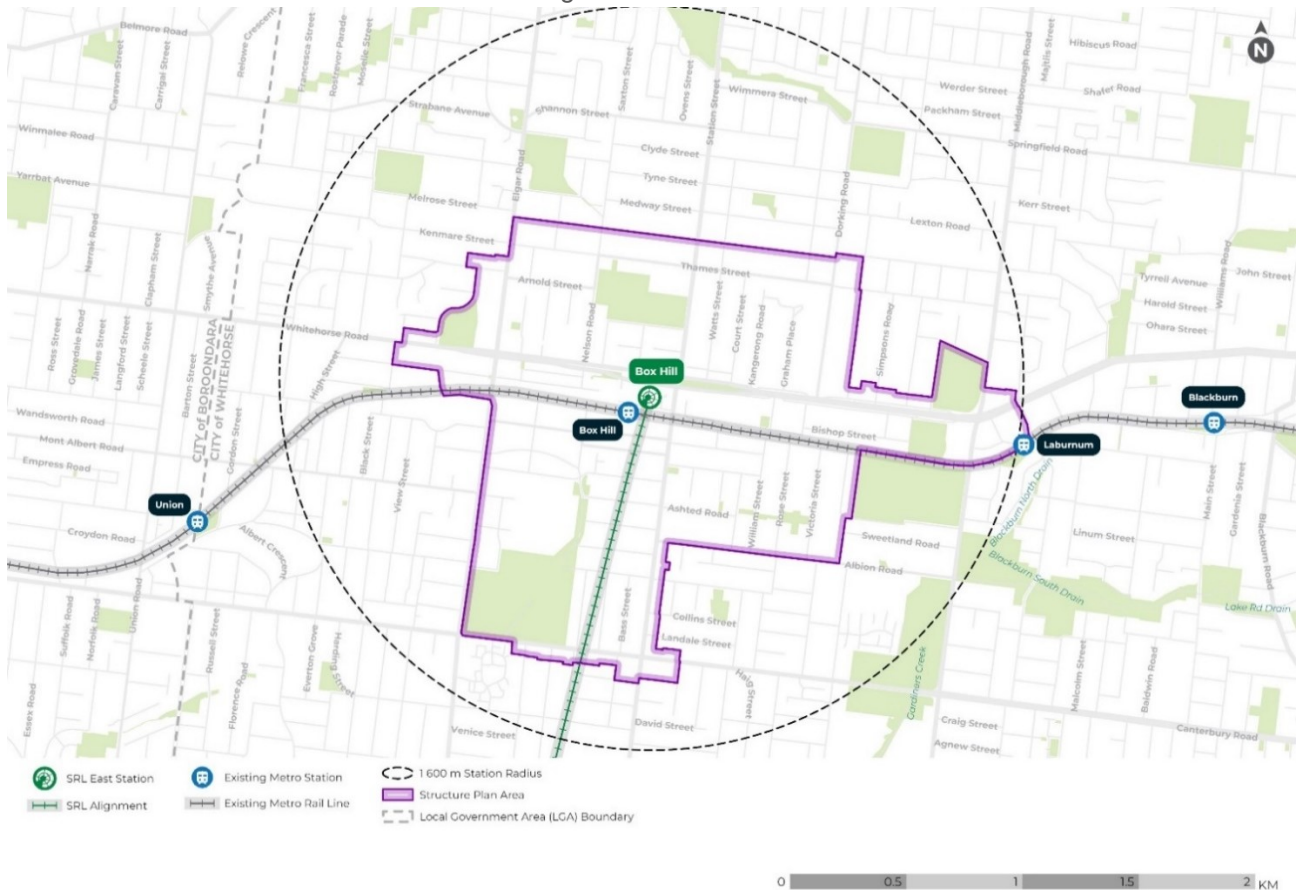 Belmore Road
Caravan Street
Carrigal Street
Relowe Crescent
Francesca Street
Rostrevor Parade
Melville Street
Saxton Street
Owens Street
Station Street
Wimmera Street
Middleborough Road
Majtlis Street
Hibiscus Road
N
Werder Street
Shafer Road
Packham Street
Strabane Avenue
Shannon Street
Winmalee Road
Clyde Street
Springfield Road
Yarrbat Avenue
Elgar Road
Tyne Street
Dorking Road
Melrose Street
Medway Street
Kerr Street
Narrak Road
Clapham Street
Smythe Avenue
Kenmare Street
Lexton Road
Williams Road
Thames Street
John Street
Arnold Street
Tyrell Avenue
Harold Street
Ohara Street
Ross Street
Grovedale Road
James Street
Langford Street
Scheele Street
Barton Street
CITY of BOROONDARA
CITY of WHITEHORSE
Whitehorse Road
High Street
Nelson Road
Watts Street
Court Street
Kangerong Road
Graham Place
Simpsons Road
Box Hill
Box Hill
Blackburn
Wandsworth Road
Mont Albert Road
Empress Road
Gordon Street
Black Street
View Street
Bishop Street
Laburnum
Union
Croydon Road
Albert Crescent
Ashted Road
William Street
Rose Street
Victoria Street
Sweetland Road
Albion Road
Blackburn North Drain
Blackburn South Drain
Linum Street
Main Street
Gardenia Street
Blackburn Road
Lake Rd Drain
Suffolk Road
Norfolk Road
Union Road
Russell Street
Everton Grove
Harding Street
Bass Street
Collins Street
Landale Street
Haig Street
Gardiners Creek
Malcolm Street
Baldwin Road
Essex Road
Florence Road
Venice Street
David Street
Craig Street
Agnew Street
Canterbury Road
SRL East Station
Existing Metro Station
1 600 m Station Radius
SRL Alignment
Existing Metro Rail Line
Structure Plan Area
Local Government Area (LGA) Boundary
0 0.5 1 1.5 2 KM